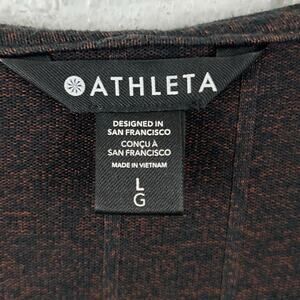 ATHLETA
DESIGNED IN
SAN FRANCISCO
CONÇU À
SAN FRANCISCO
MADE IN VIETNAM
L
G